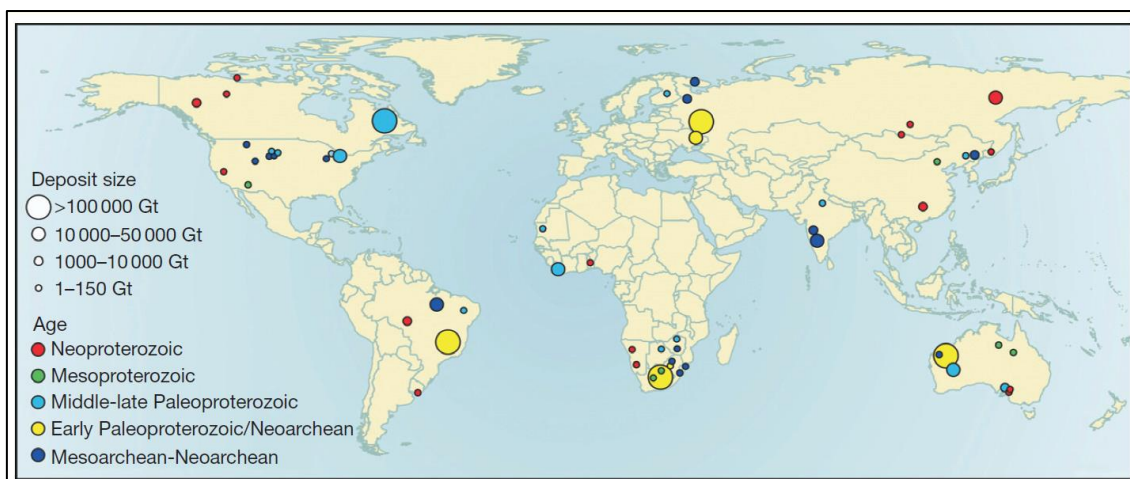 Deposit size
>100 000 Gt
10 000–50 000 Gt
1000–10 000 Gt
1–150 Gt
Age
Neoproterozoic
Mesoproterozoic
Middle-late Paleoproterozoic
Early Paleoproterozoic/Neoarchean
Mesoarchean-Neoarchean